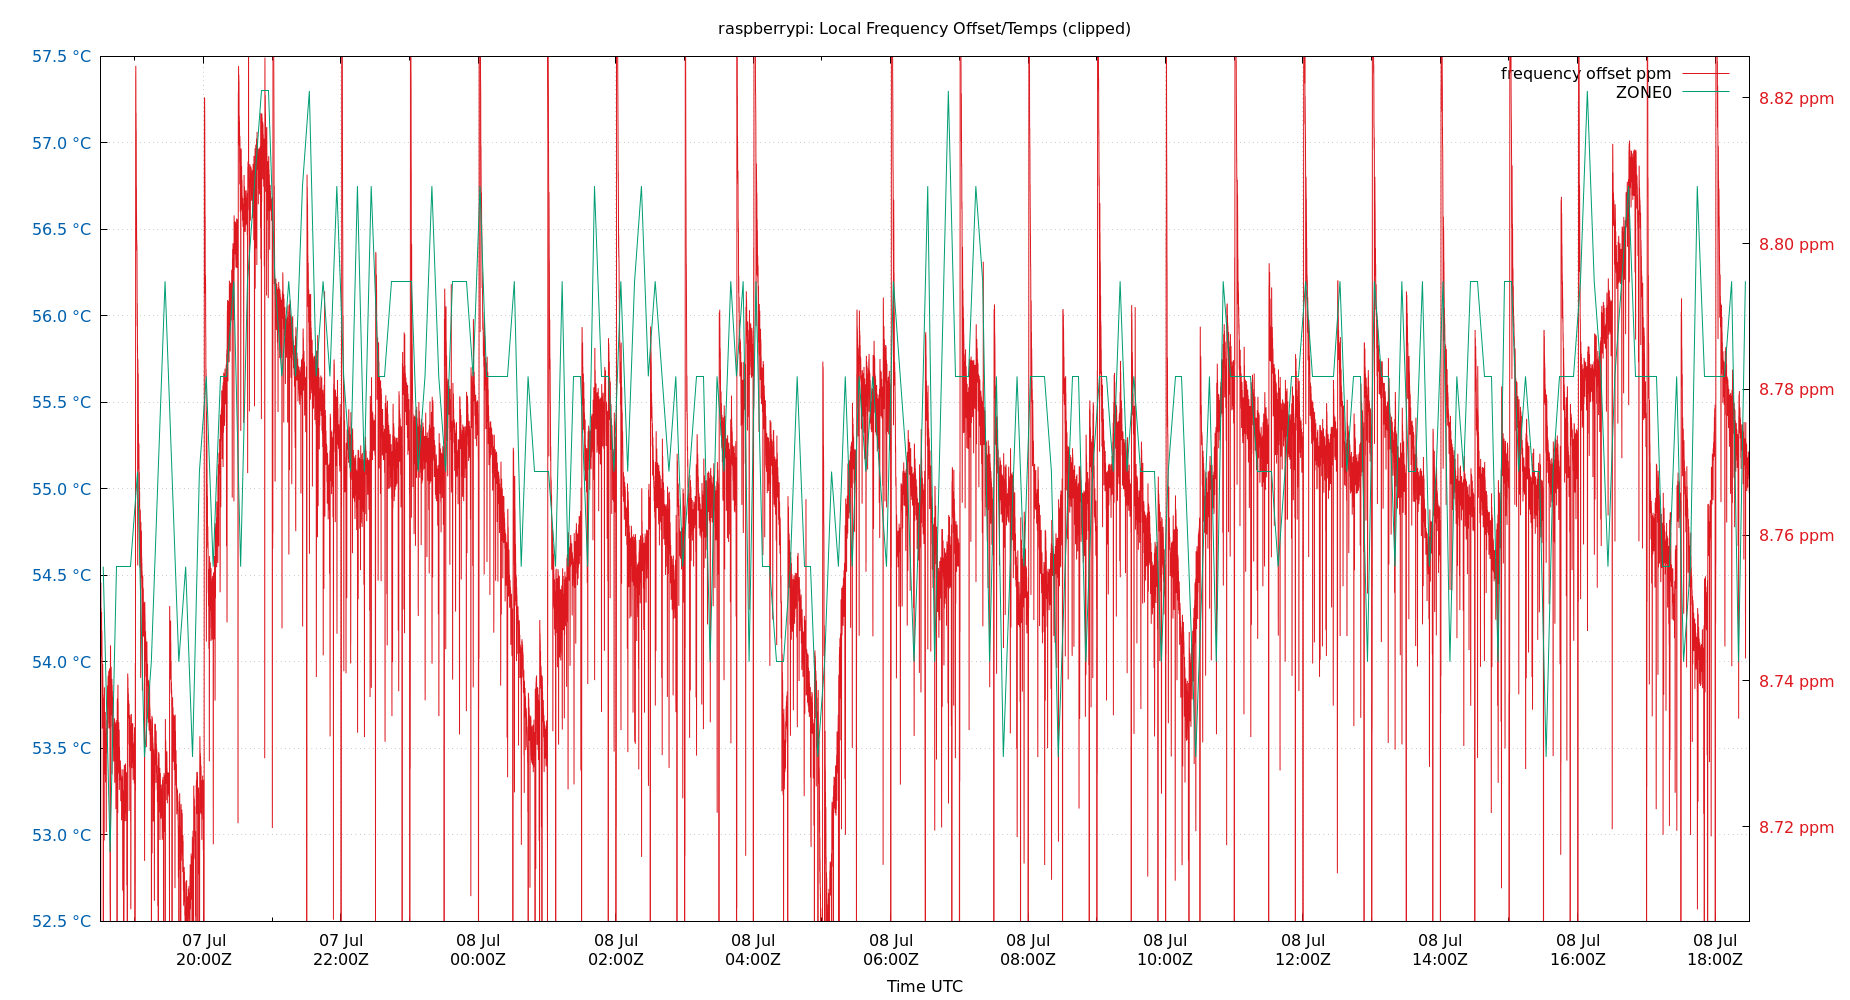 raspberrypi: Local Frequency Offset/Temps (clipped)
57.5 °C
57.0 °C
56.5 °C
56.0 °C
55.5 °C
55.0 °C
54.5 °C
54.0 °C
53.5 °C
53.0 °C
52.5 °C
frequency offset ppm
ZONE0
8.82 ppm
8.80 ppm
8.78 ppm
8.76 ppm
8.74 ppm
8.72 ppm
07 Jul 07 Jul 08 Jul 08 Jul 08 Jul 08 Jul 08 Jul 08 Jul 08 Jul 08 Jul 08 Jul 08 Jul
20:00Z 22:00Z 00:00Z 02:00Z 04:00Z 06:00Z 08:00Z 10:00Z 12:00Z 14:00Z 16:00Z 18:00Z
Time UTC